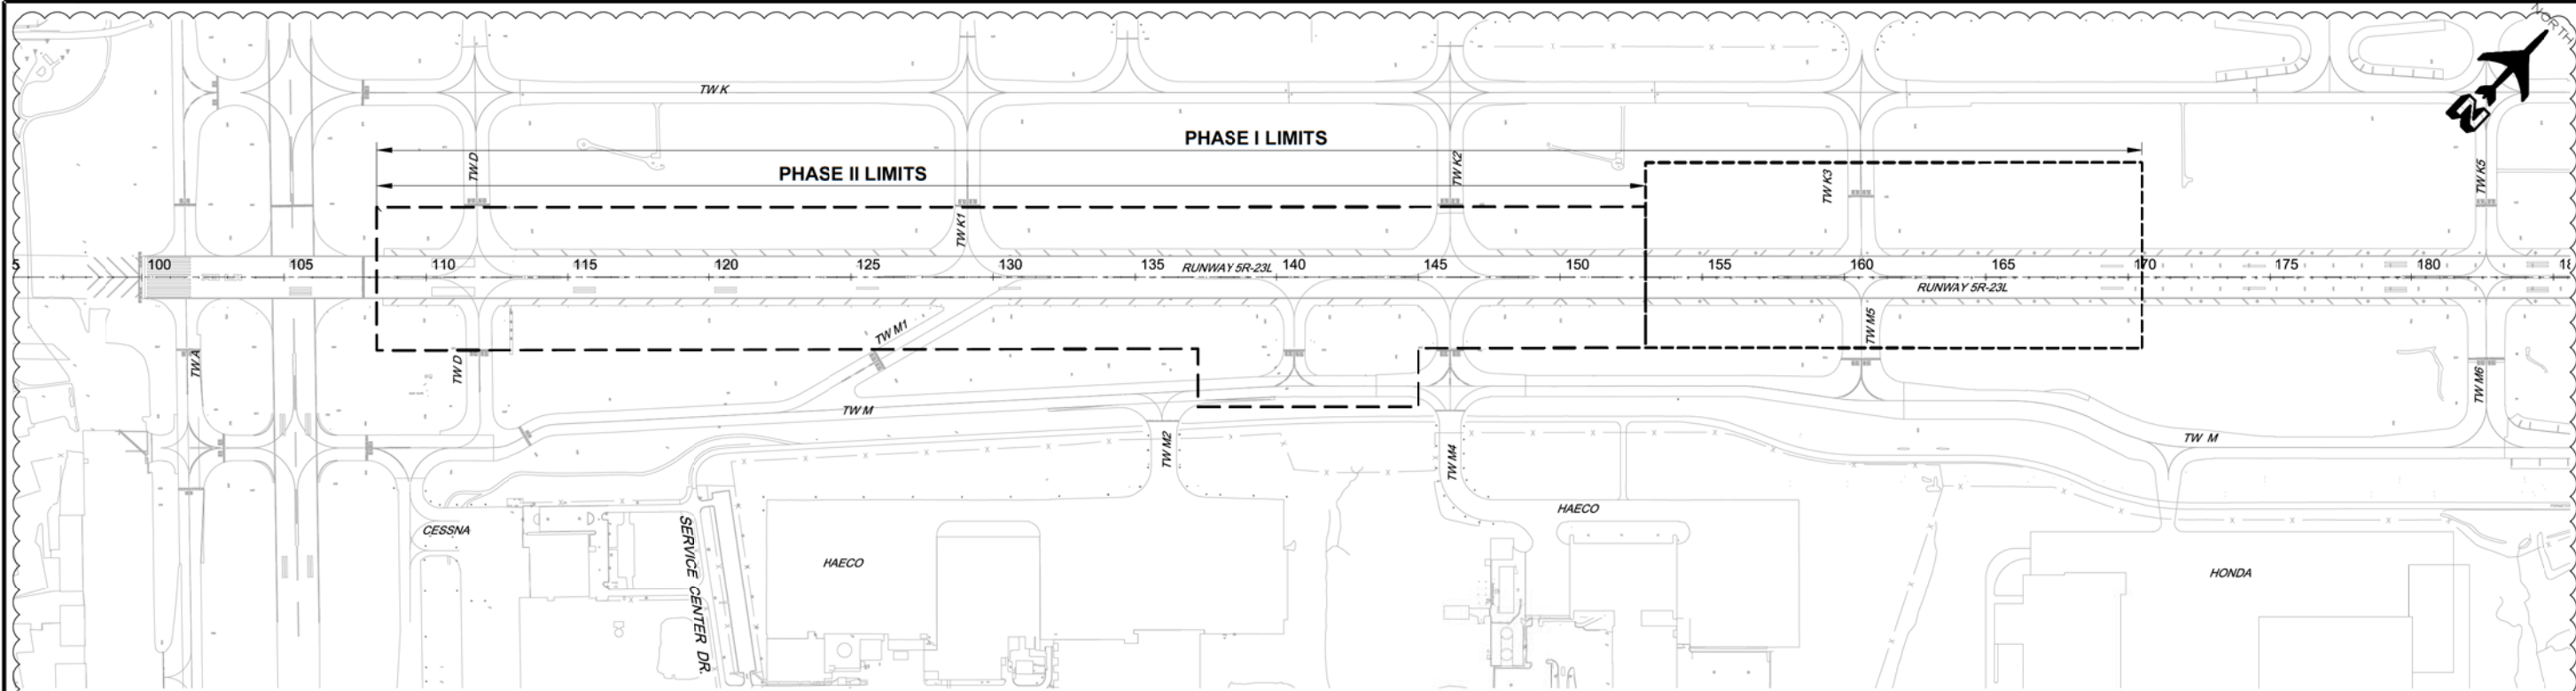 NORTH
TW K
PHASE I LIMITS
PHASE II LIMITS
TW D
TW K1
TW K2
TW K3
TW K5
5
100
105
110
115
120
125
130
135
RUNWAY 5R-23L
140
145
150
155
160
165
170
175
180
RUNWAY 5R-23L
TW A
TW D
TW M1
TW M5
TW M6
TW M
TW M2
TW M4
TW M
CESSNA
SERVICE CENTER DR.
HAECO
HAECO
HONDA